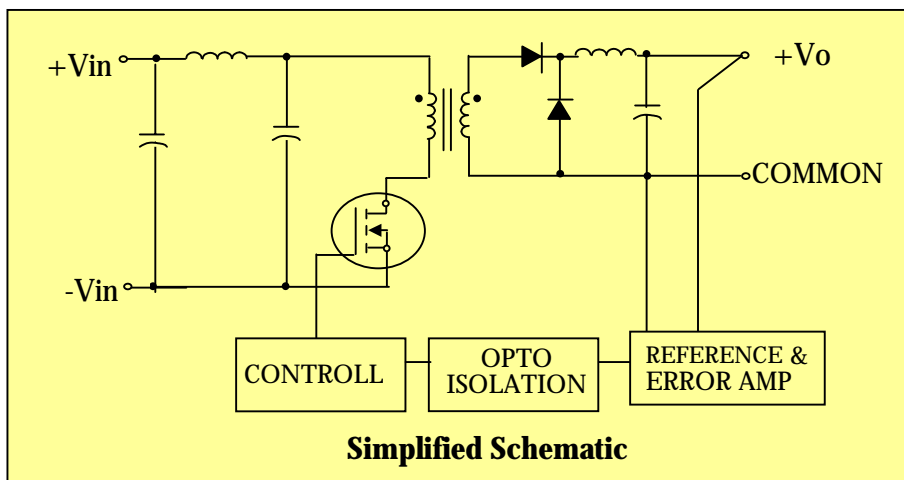 +Vin
+Vo
COMMON
-Vin
CONTROLL
OPTO
ISOLATION
REFERENCE &
ERROR AMP
Simplified Schematic